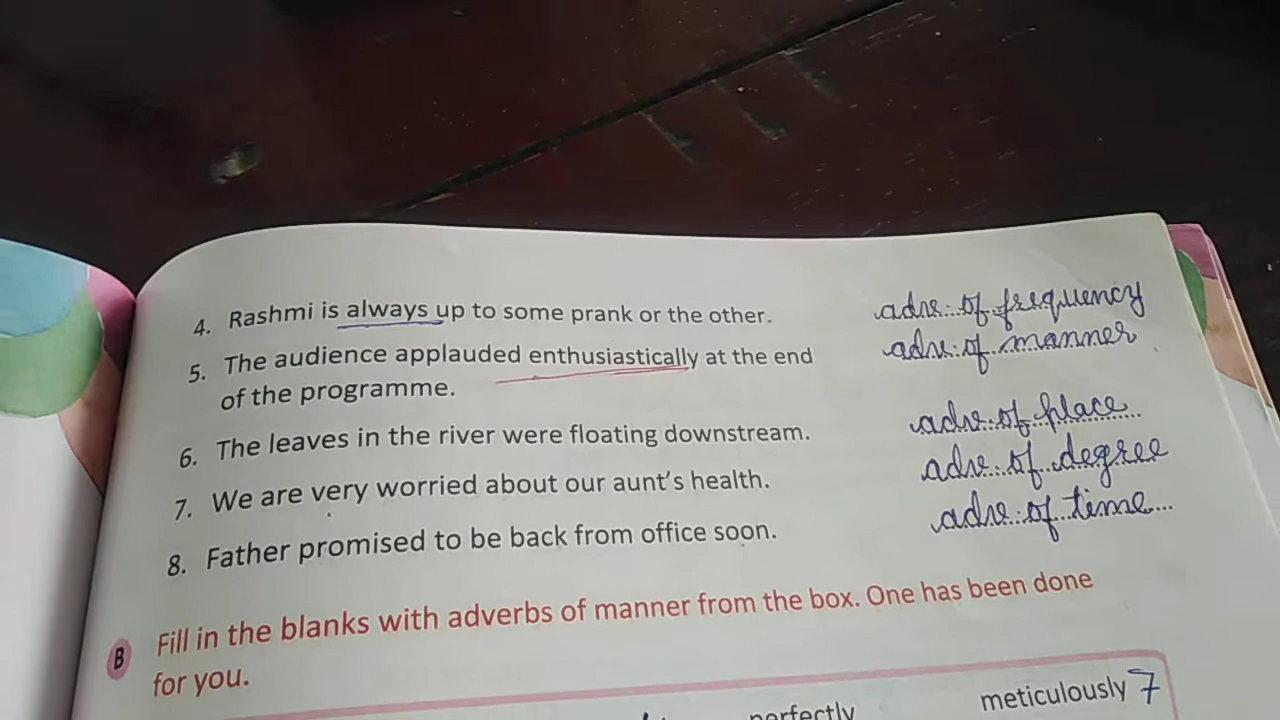 4. Rashmi is always up to some prank or the other. adv. of frequency
5. The audience applauded enthusiastically at the end adv. of manner
of the programme.
6. The leaves in the river were floating downstream. adv. of place
7. We are very worried about our aunt's health. adv. of degree
8. Father promised to be back from office soon. adv. of time
B Fill in the blanks with adverbs of manner from the box. One has been done
for you.
perfectly meticulously 7